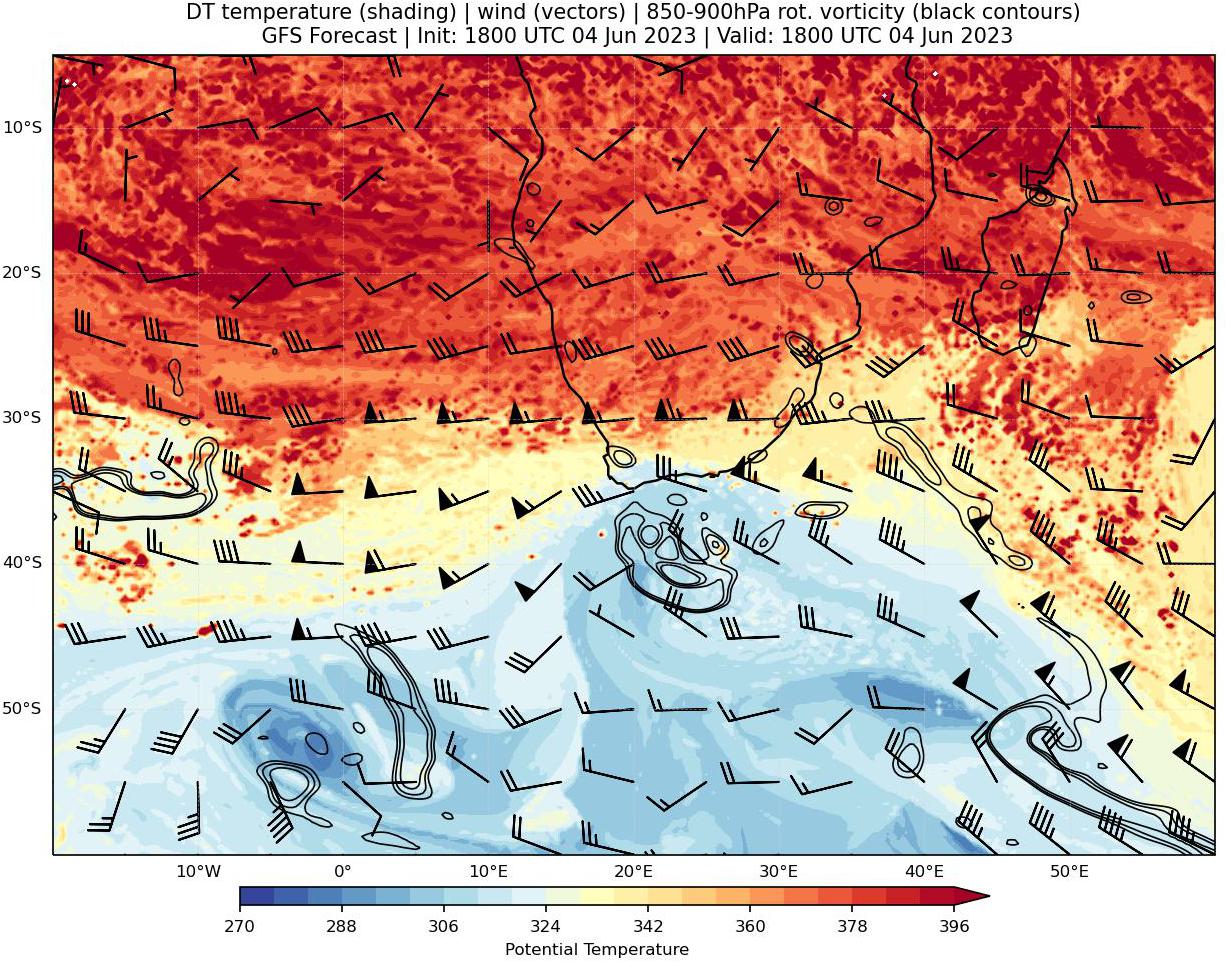 DT temperature (shading) | wind (vectors) | 850-900hPa rot. vorticity (black contours)
GFS Forecast | Init: 1800 UTC 04 Jun 2023 | Valid: 1800 UTC 04 Jun 2023
10°S
20°S
30°S
40°S
50°S
10°W 0° 10°E 20°E 30°E 40°E 50°E
270 288 306 324 342 360 378 396
Potential Temperature